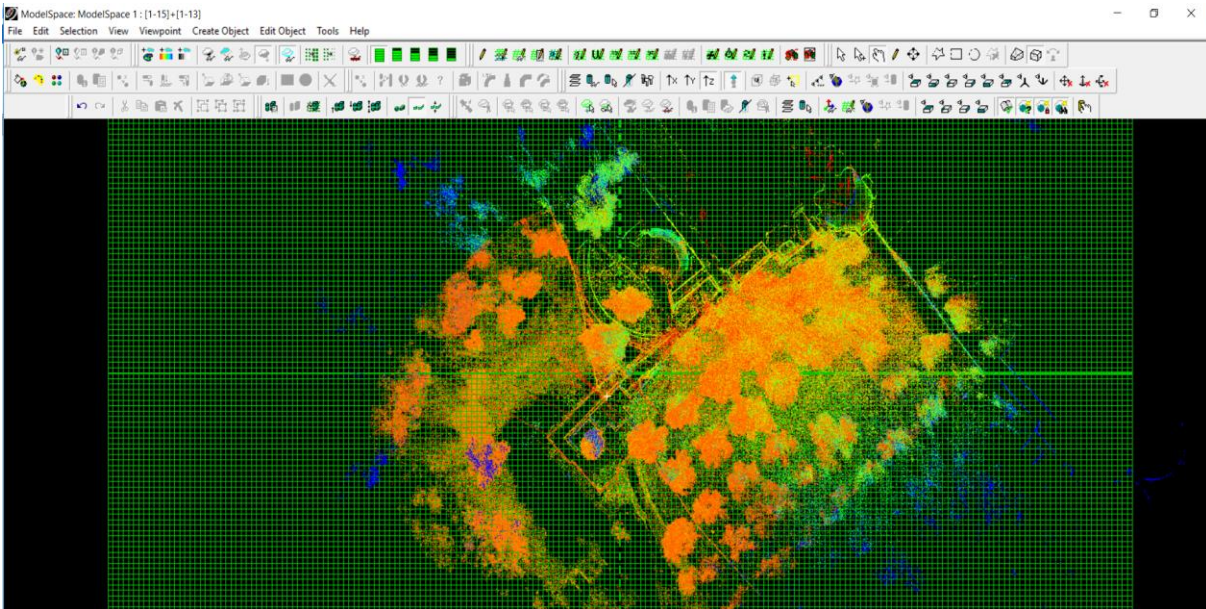 ModelSpace: ModelSpace 1 : [1-15]+[1-13]
File Edit Selection View Viewpoint Create Object Edit Object Tools Help